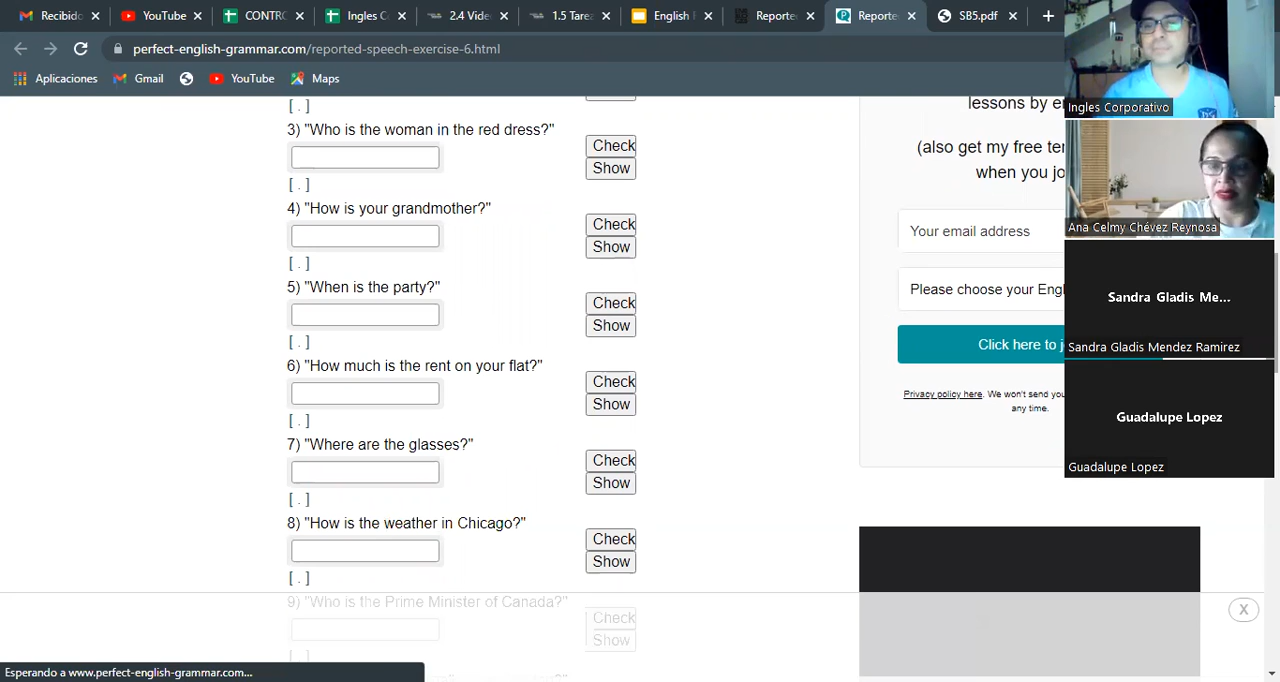 Recibido
YouTube
CONTRO
Ingles C
2.4 Vide
1.5 Tare
English
Reporte
Reporte
SB5.pdf
perfect-english-grammar.com/reported-speech-exercise-6.html
Aplicaciones
Gmail
YouTube
Maps
[ . ]
3) "Who is the woman in the red dress?"
Check
Show
[ . ]
4) "How is your grandmother?"
Check
Show
[ . ]
5) "When is the party?"
Check
Show
[ . ]
6) "How much is the rent on your flat?"
Check
Show
[ . ]
7) "Where are the glasses?"
Check
Show
[ . ]
8) "How is the weather in Chicago?"
Check
Show
[ . ]
9) "Who is the Prime Minister of Canada?"
Check
Show
Esperando a www.perfect-english-grammar.com...
lessons by e
(also get my free te
when you jo
Your email address
Please choose your Engl
Click here to j
Privacy policy here. We won't send you
any time.
X
Ingles Corporativo
Ana Celmy Chévez Reynosa
Sandra Gladis Me...
Sandra Gladis Mendez Ramirez
Guadalupe Lopez
Guadalupe Lopez